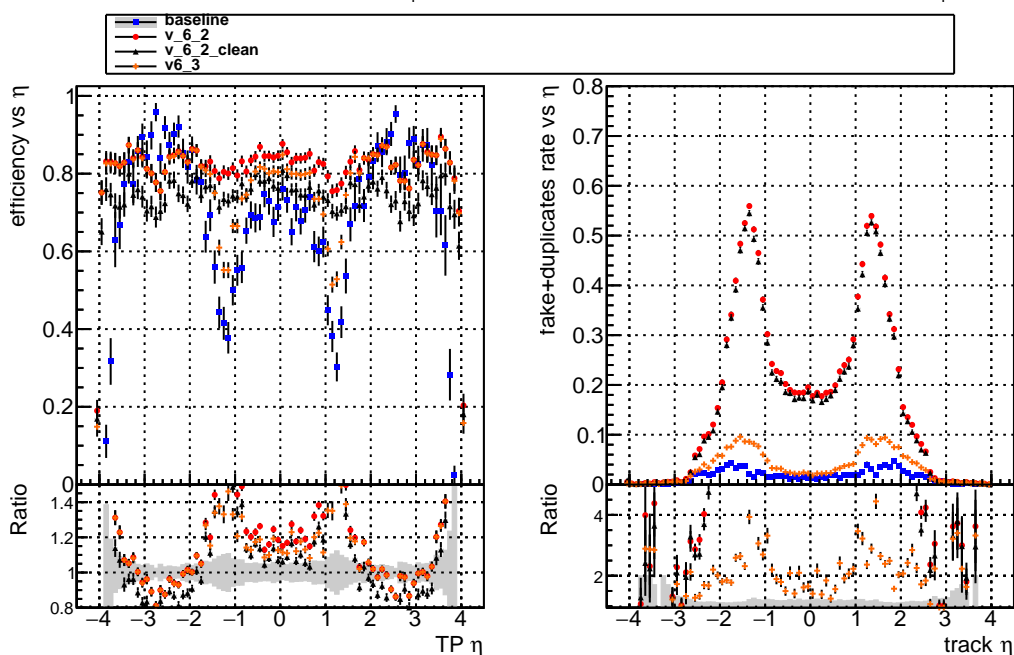 baseline
v_6_2
v_6_2_clean
v6_3
efficiency vs η
1
0.8
0.6
0.4
0.2
0
Ratio
1.4
1.2
1
0.8
−4 −3 −2 −1 0 1 2 3 4
TP η
fake+duplicates rate vs η
0.8
0.7
0.6
0.5
0.4
0.3
0.2
0.1
0
Ratio
4
2
−4 −3 −2 −1 0 1 2 3 4
track η